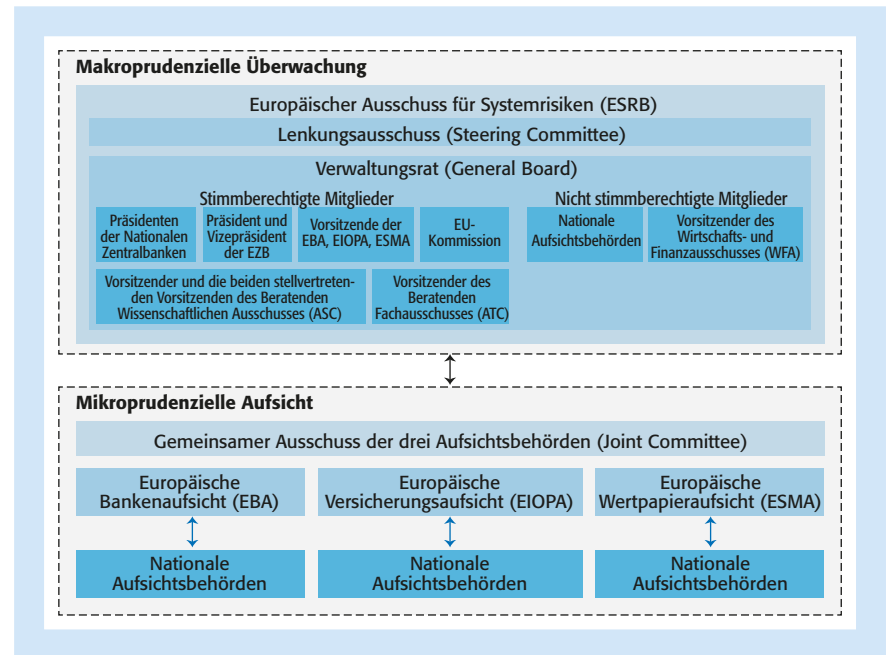 Makroprudenzielle Überwachung
Europäischer Ausschuss für Systemrisiken (ESRB)
Lenkungsausschuss (Steering Committee)
Verwaltungsrat (General Board)
Stimmberechtigte Mitglieder
Präsidenten
der Nationalen
Zentralbanken
Präsident und
Vizepräsident
der EZB
Vorsitzende der
EBA, EIOPA, ESMA
EU-
Kommission
Vorsitzender und die beiden stellvertreten-
den Vorsitzenden des Beratenden
Wissenschaftlichen Ausschusses (ASC)
Vorsitzender des
Beratenden
Fachausschusses (ATC)
Nicht stimmberechtigte Mitglieder
Nationale
Aufsichtsbehörden
Vorsitzender des
Wirtschafts- und
Finanzausschusses (WFA)
Mikroprudenzielle Aufsicht
Gemeinsamer Ausschuss der drei Aufsichtsbehörden (Joint Committee)
Europäische
Bankenaufsicht (EBA)
Europäische
Versicherungsaufsicht (EIOPA)
Europäische
Wertpapieraufsicht (ESMA)
Nationale
Aufsichtsbehörden
Nationale
Aufsichtsbehörden
Nationale
Aufsichtsbehörden